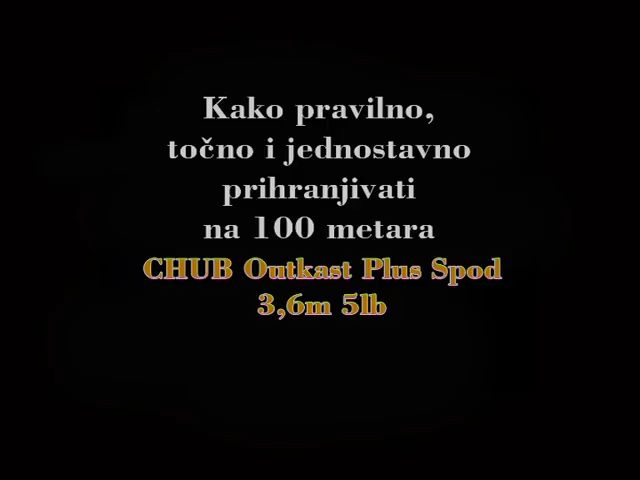 Kako pravilno,
točno i jednostavno
prihranjivati
na 100 metara
CHUB Outkast Plus Spod
3,6m 5lb